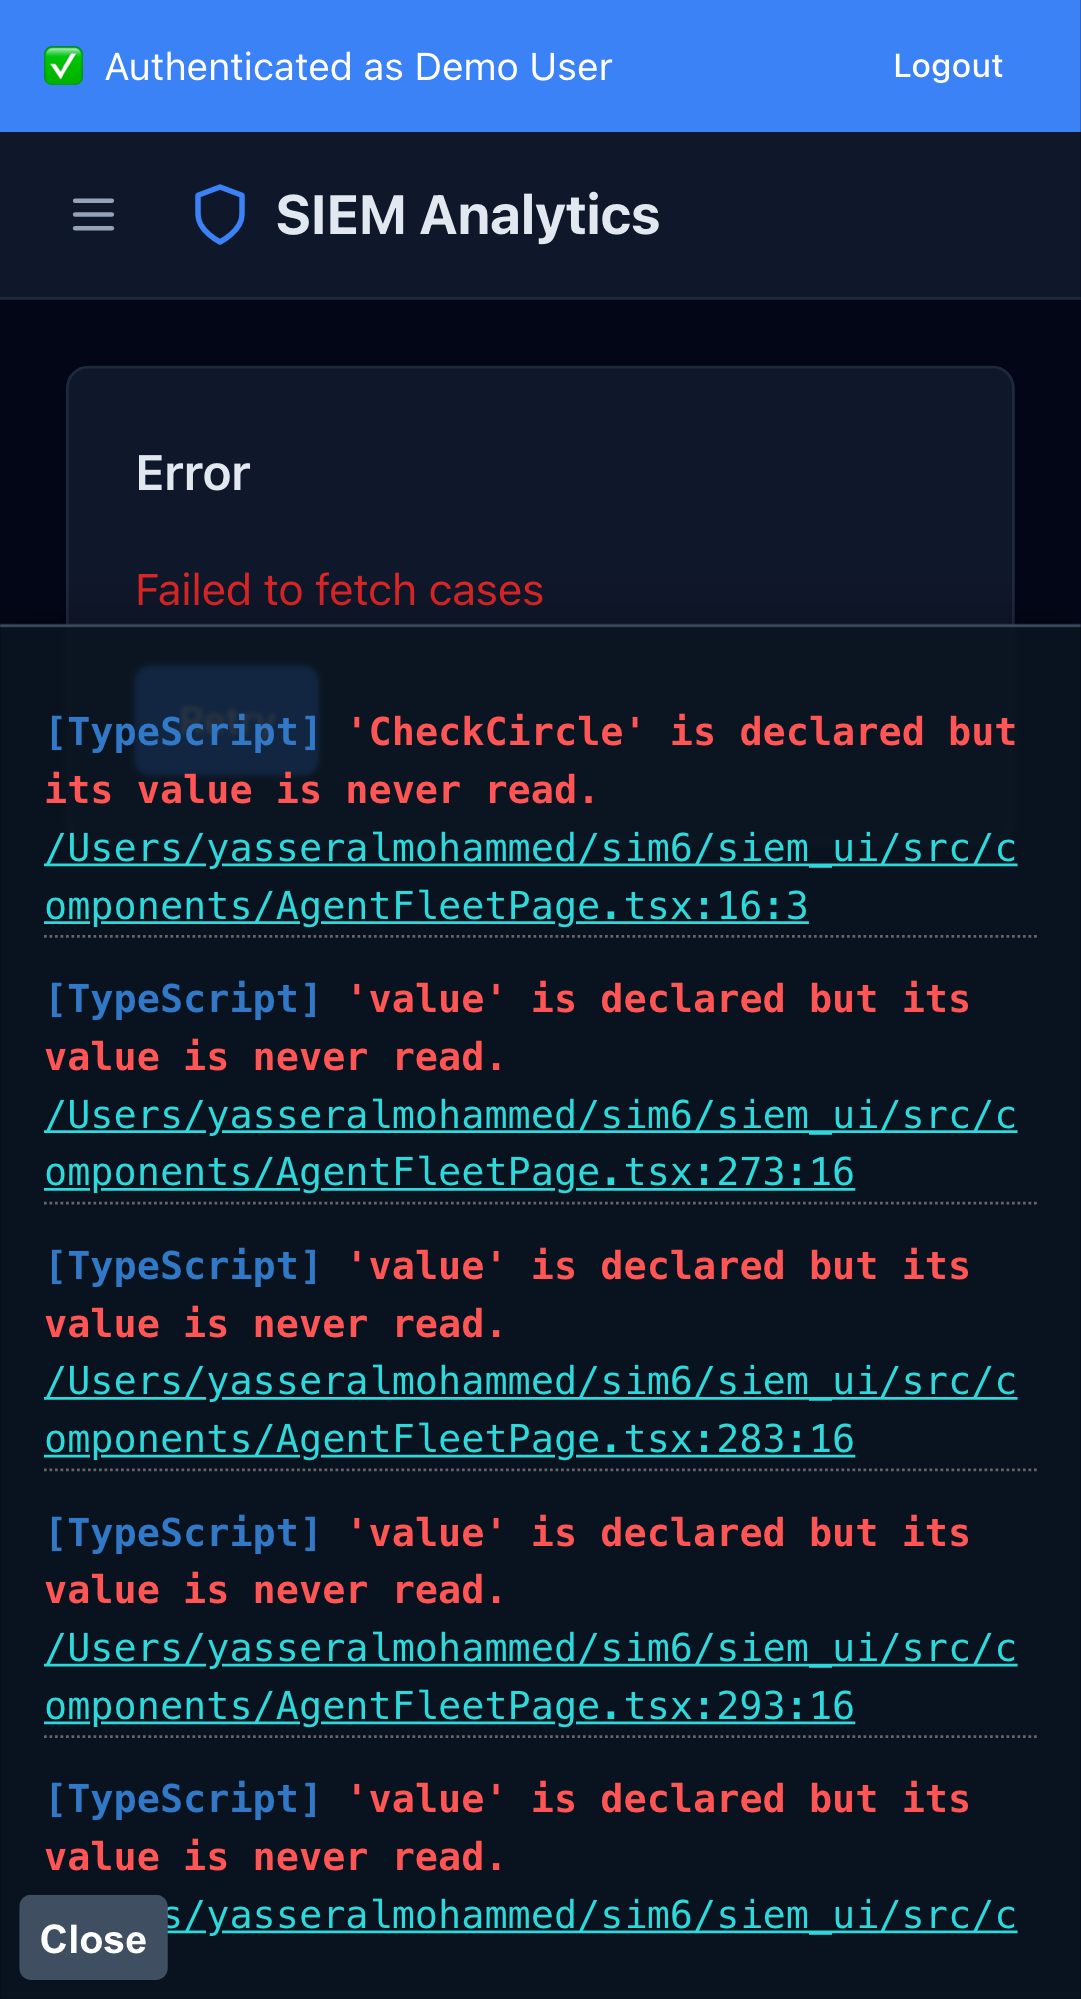 ✅ Authenticated as Demo User Logout
SIEM Analytics
Error
Failed to fetch cases
Retry
[TypeScript] 'CheckCircle' is declared but
its value is never read.
/Users/yasseralmohammed/sim6/siem_ui/src/c
omponents/AgentFleetPage.tsx:16:3
[TypeScript] 'value' is declared but its
value is never read.
/Users/yasseralmohammed/sim6/siem_ui/src/c
omponents/AgentFleetPage.tsx:273:16
[TypeScript] 'value' is declared but its
value is never read.
/Users/yasseralmohammed/sim6/siem_ui/src/c
omponents/AgentFleetPage.tsx:283:16
[TypeScript] 'value' is declared but its
value is never read.
/Users/yasseralmohammed/sim6/siem_ui/src/c
omponents/AgentFleetPage.tsx:293:16
[TypeScript] 'value' is declared but its
value is never read.
s/yasseralmohammed/sim6/siem_ui/src/c
Close